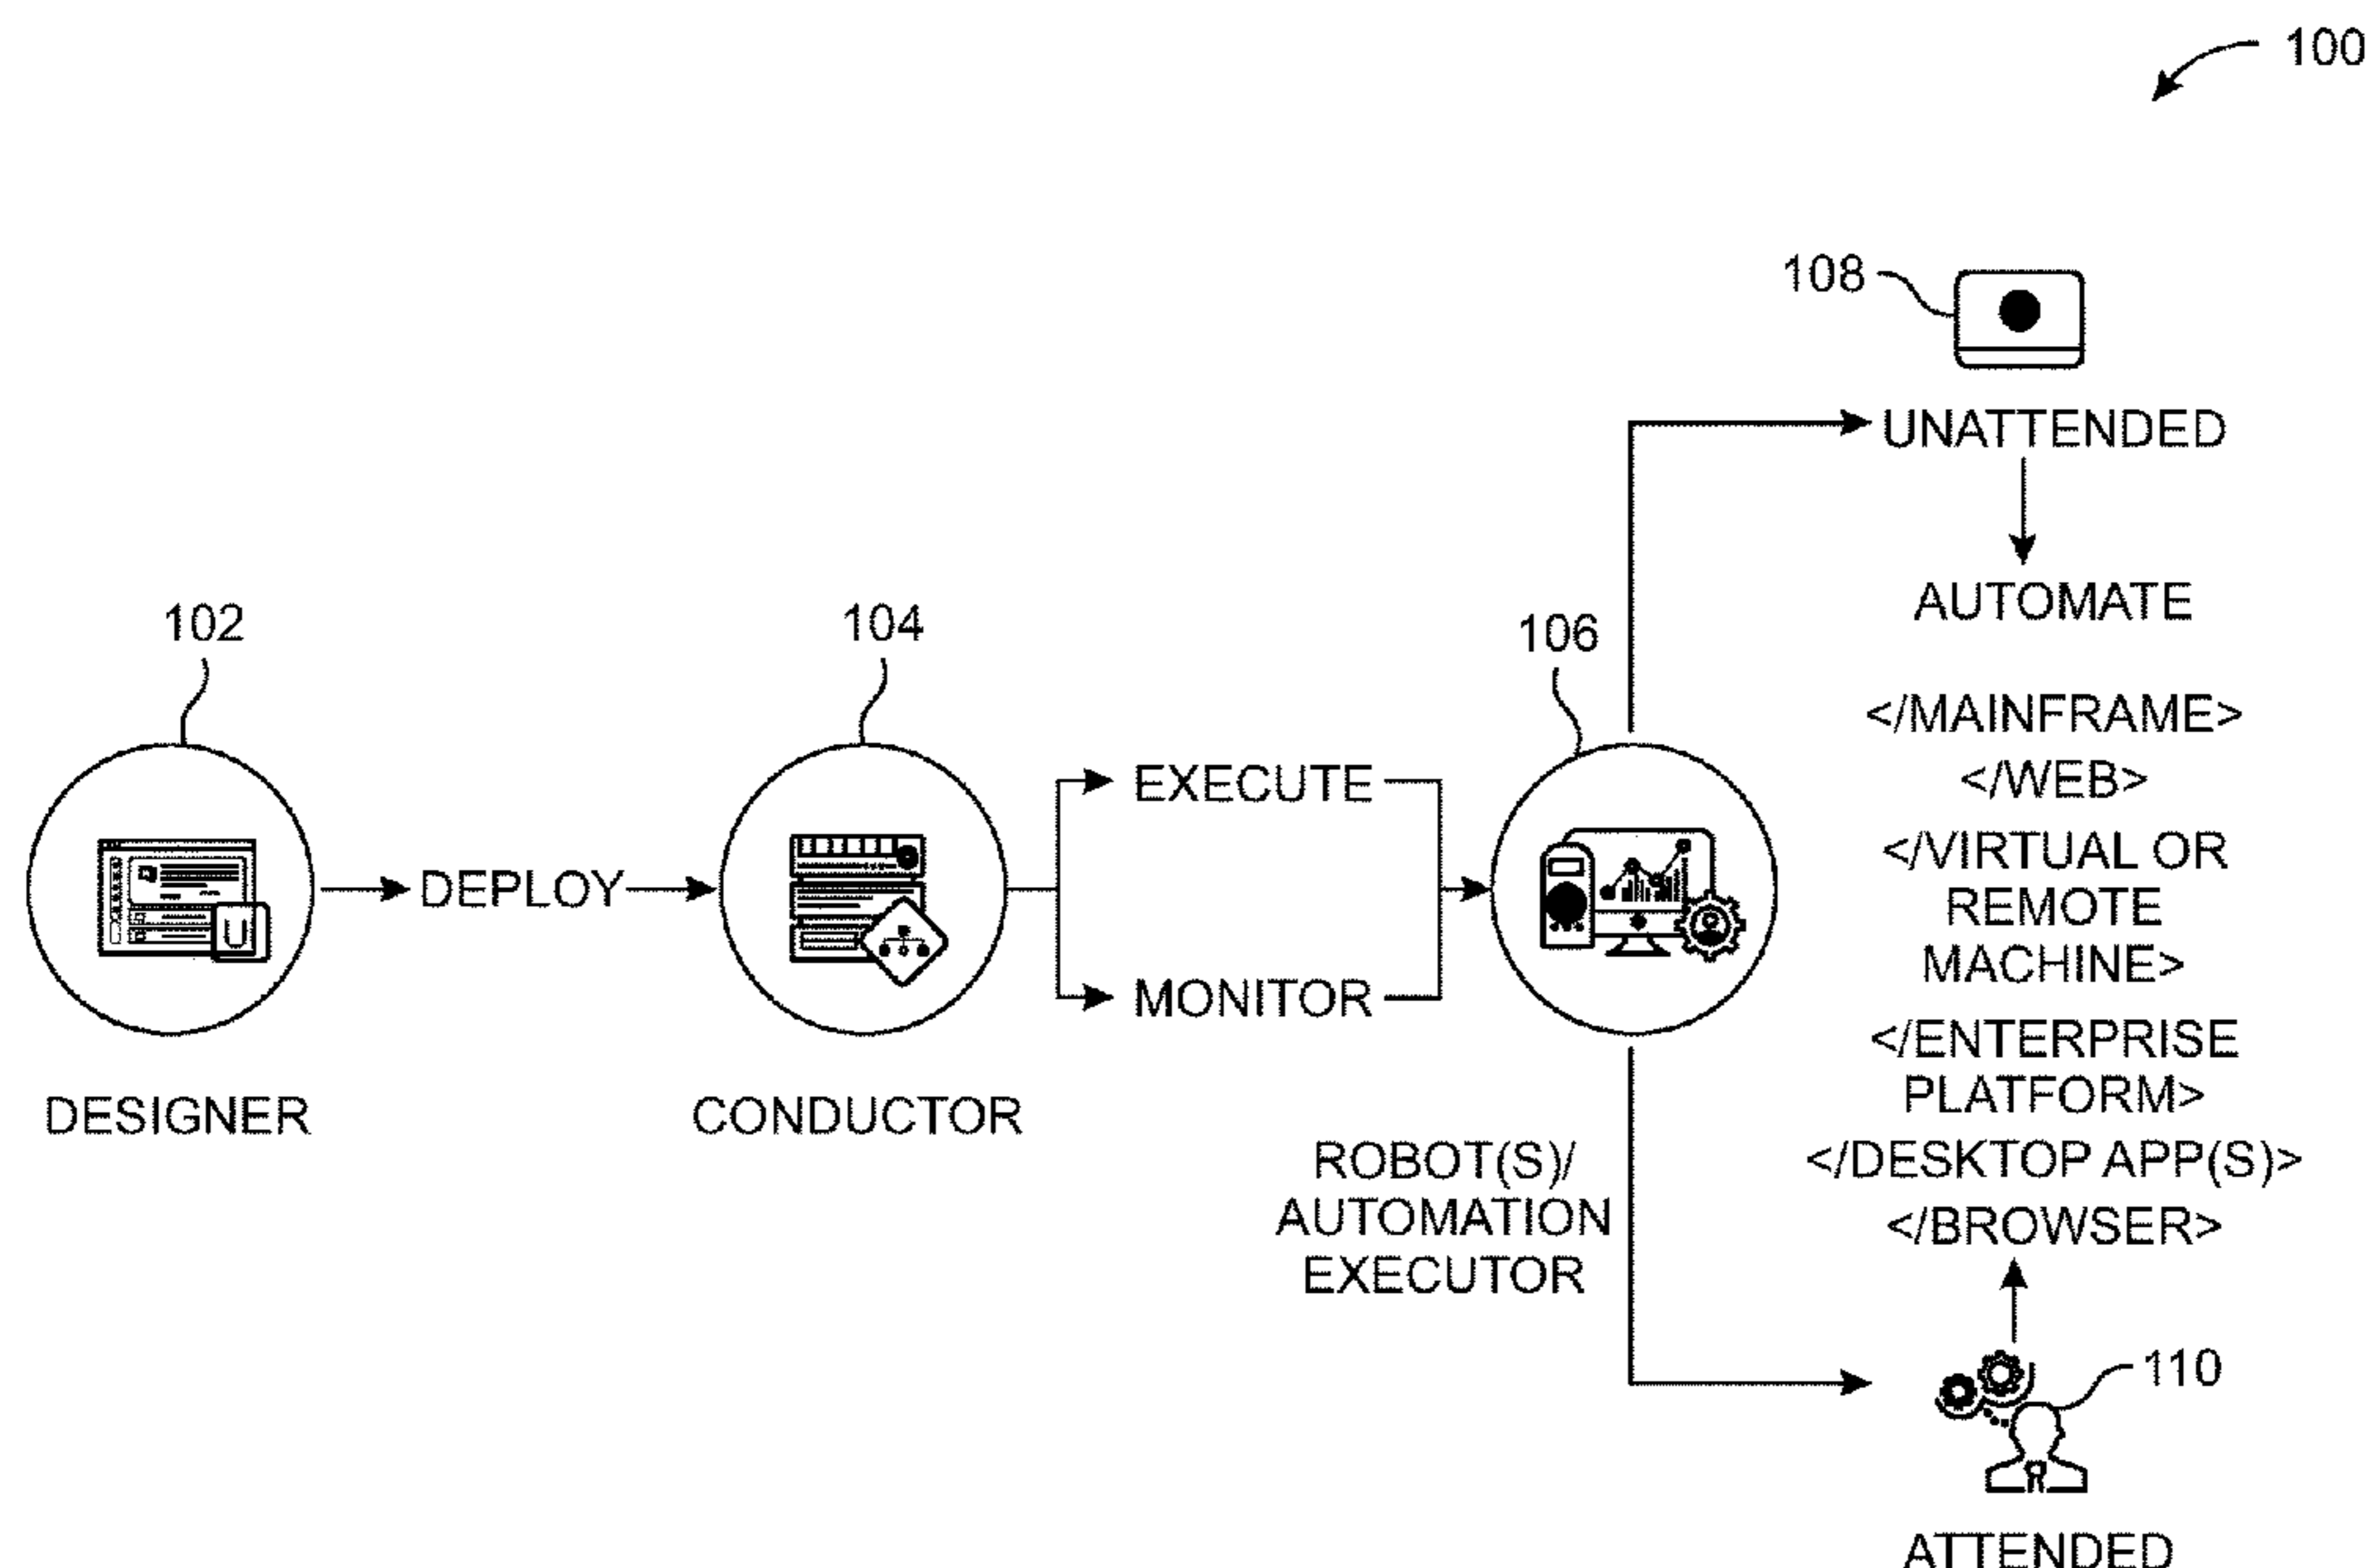 100
108
UNATTENDED
AUTOMATE
102
104
106
</MAINFRAME>
</WEB>
</VIRTUAL OR
REMOTE
MACHINE>
</ENTERPRISE
PLATFORM>
</DESKTOP APP(S)>
</BROWSER>
EXECUTE
DEPLOY
MONITOR
U
DESIGNER
CONDUCTOR
ROBOT(S)/
AUTOMATION
EXECUTOR
110
ATTENDED